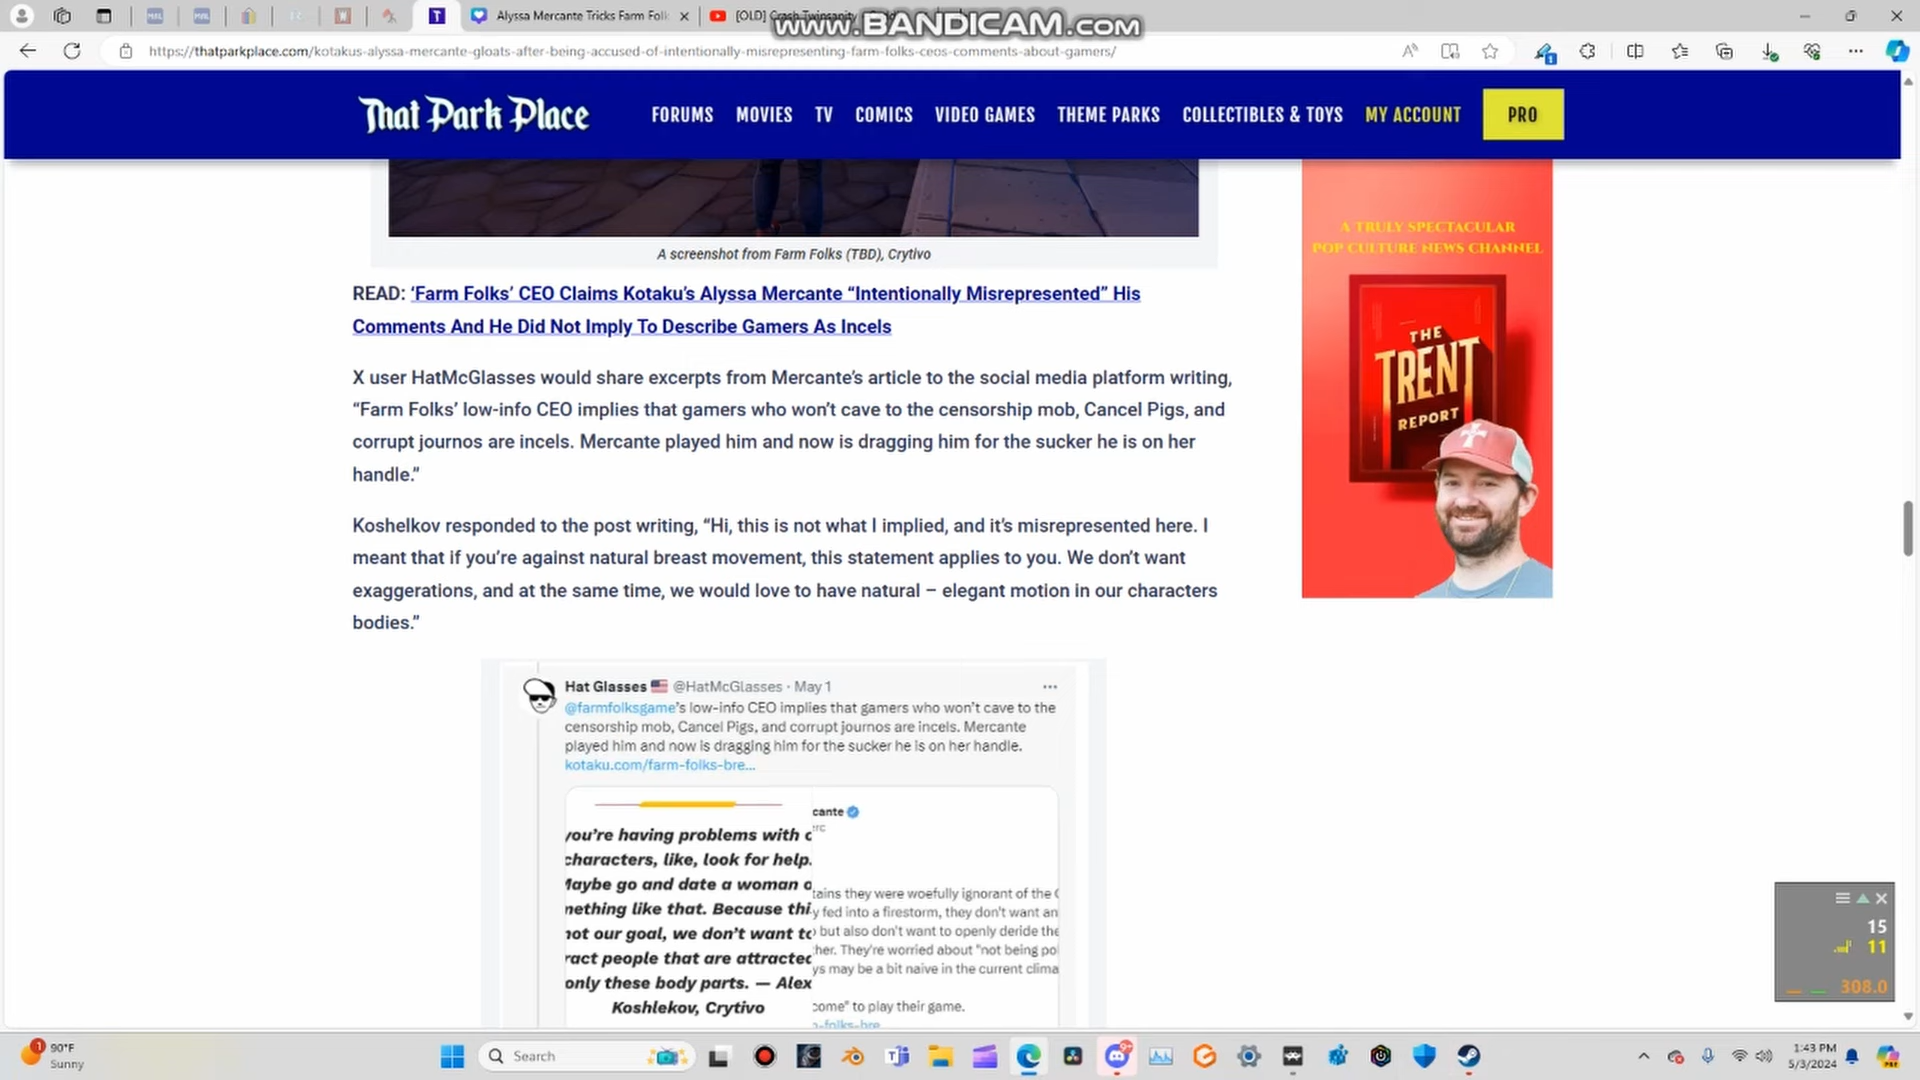 Alyssa Mercante Tricks Farm Folk
[OLD] Crash Twinsanity
www.BANDICAM.com
https://thatparkplace.com/kotakus-alyssa-mercante-gloats-after-being-accused-of-intentionally-misrepresenting-farm-folks-ceos-comments-about-gamers/
That Park Place
FORUMS MOVIES TV COMICS VIDEO GAMES THEME PARKS COLLECTIBLES & TOYS MY ACCOUNT PRO
A screenshot from Farm Folks (TBD), Crytivo
READ: ‘Farm Folks’ CEO Claims Kotaku’s Alyssa Mercante “Intentionally Misrepresented” His
Comments And He Did Not Imply To Describe Gamers As Incels
X user HatMcGlasses would share excerpts from Mercante’s article to the social media platform writing,
“Farm Folks’ low-info CEO implies that gamers who won’t cave to the censorship mob, Cancel Pigs, and
corrupt journos are incels. Mercante played him and now is dragging him for the sucker he is on her
handle.”
Koshelkov responded to the post writing, “Hi, this is not what I implied, and it’s misrepresented here. I
meant that if you’re against natural breast movement, this statement applies to you. We don’t want
exaggerations, and at the same time, we would love to have natural – elegant motion in our characters
bodies.”
A TRULY SPECTACULAR
POP CULTURE NEWS CHANNEL
THE
TRENT
REPORT
Hat Glasses @HatMcGlasses · May 1
@farmfolksgame’s low-info CEO implies that gamers who won’t cave to the
censorship mob, Cancel Pigs, and corrupt journos are incels. Mercante
played him and now is dragging him for the sucker he is on her handle.
kotaku.com/farm-folks-bre...
you’re having problems with c
characters, like, look for help.
Maybe go and date a woman o
mething like that. Because thi
not our goal, we don’t want to
ract people that are attracted
only these body parts. — Alex
Koshlekov, Crytivo
cante
erc
tains they were woefully ignorant of the
y fed into a firestorm, they don't want an
but also don't want to openly deride the
her. They're worried about "not being po
ys may be a bit naive in the current clima
come" to play their game.
-folks-bre
15
11
308.0
90°F
Sunny
Search
1:43 PM
5/3/2024